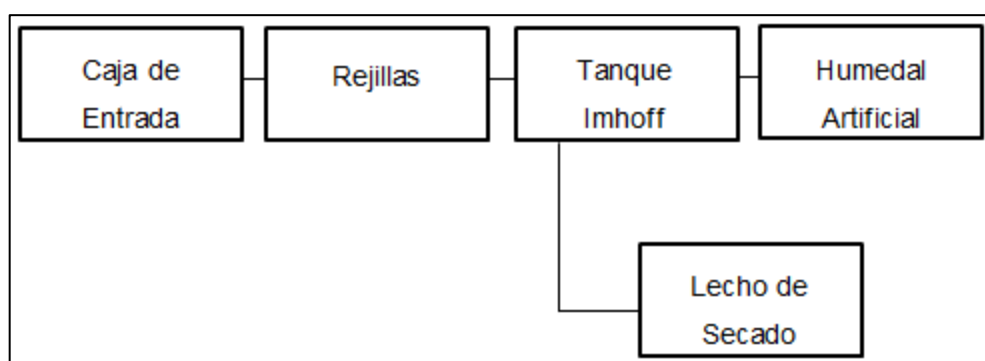 Caja de
Entrada
Rejillas
Tanque
Imhoff
Humedal
Artificial
Lecho de
Secado